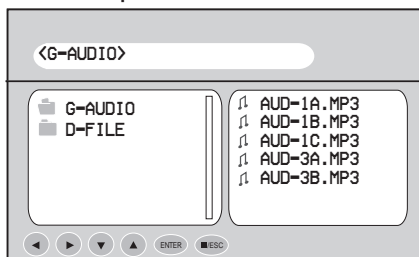 <G-AUDIO>
G-AUDIO
D-FILE
AUD-1A.MP3
AUD-1B.MP3
AUD-1C.MP3
AUD-3A.MP3
AUD-3B.MP3
ENTER
■/ESC